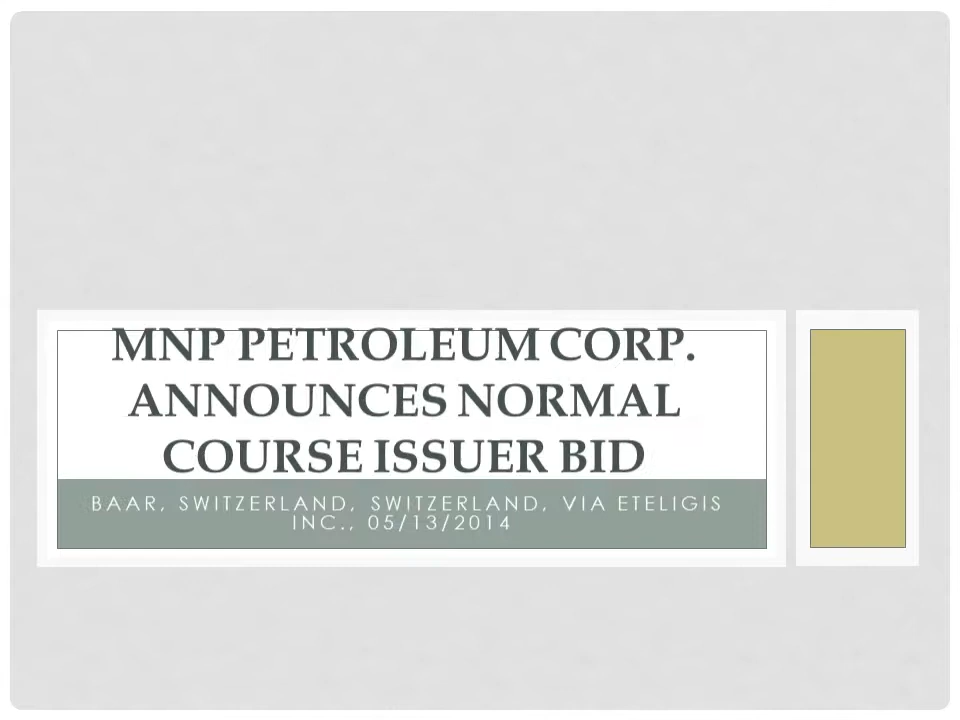 MNP PETROLEUM CORP.
ANNOUNCES NORMAL
COURSE ISSUER BID
BAAR, SWITZERLAND, SWITZERLAND, VIA ETELIGIS
INC., 05/13/2014